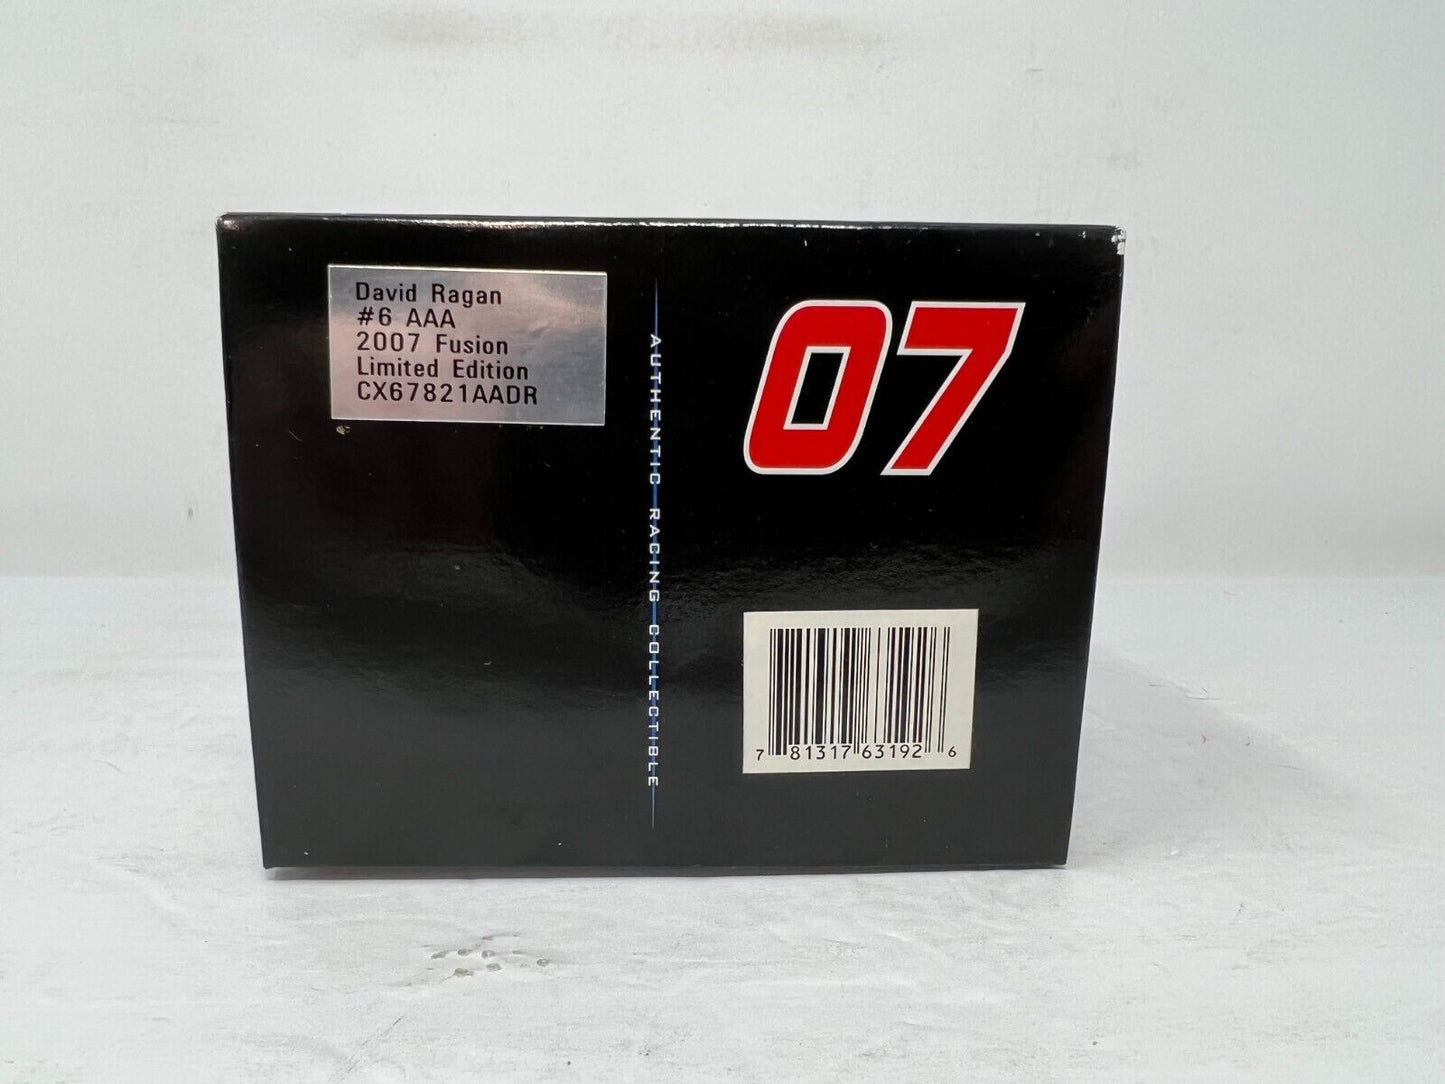 David Ragan
#6 AAA
2007 Fusion
Limited Edition
CX67821AADR
AUTHENTIC RACING COLLECTIBLE
07
7 81317 63192 6